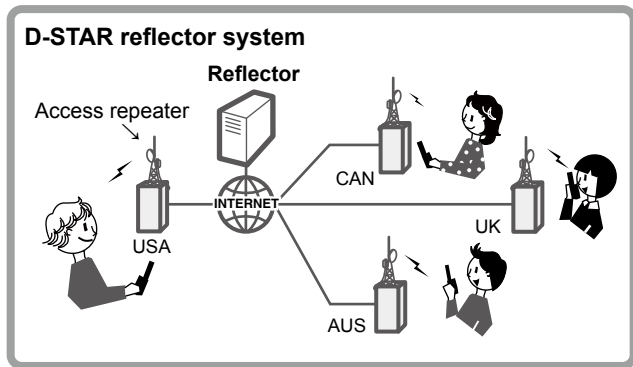 D-STAR reflector system
Reflector
Access repeater
CAN
INTERNET
USA
UK
AUS